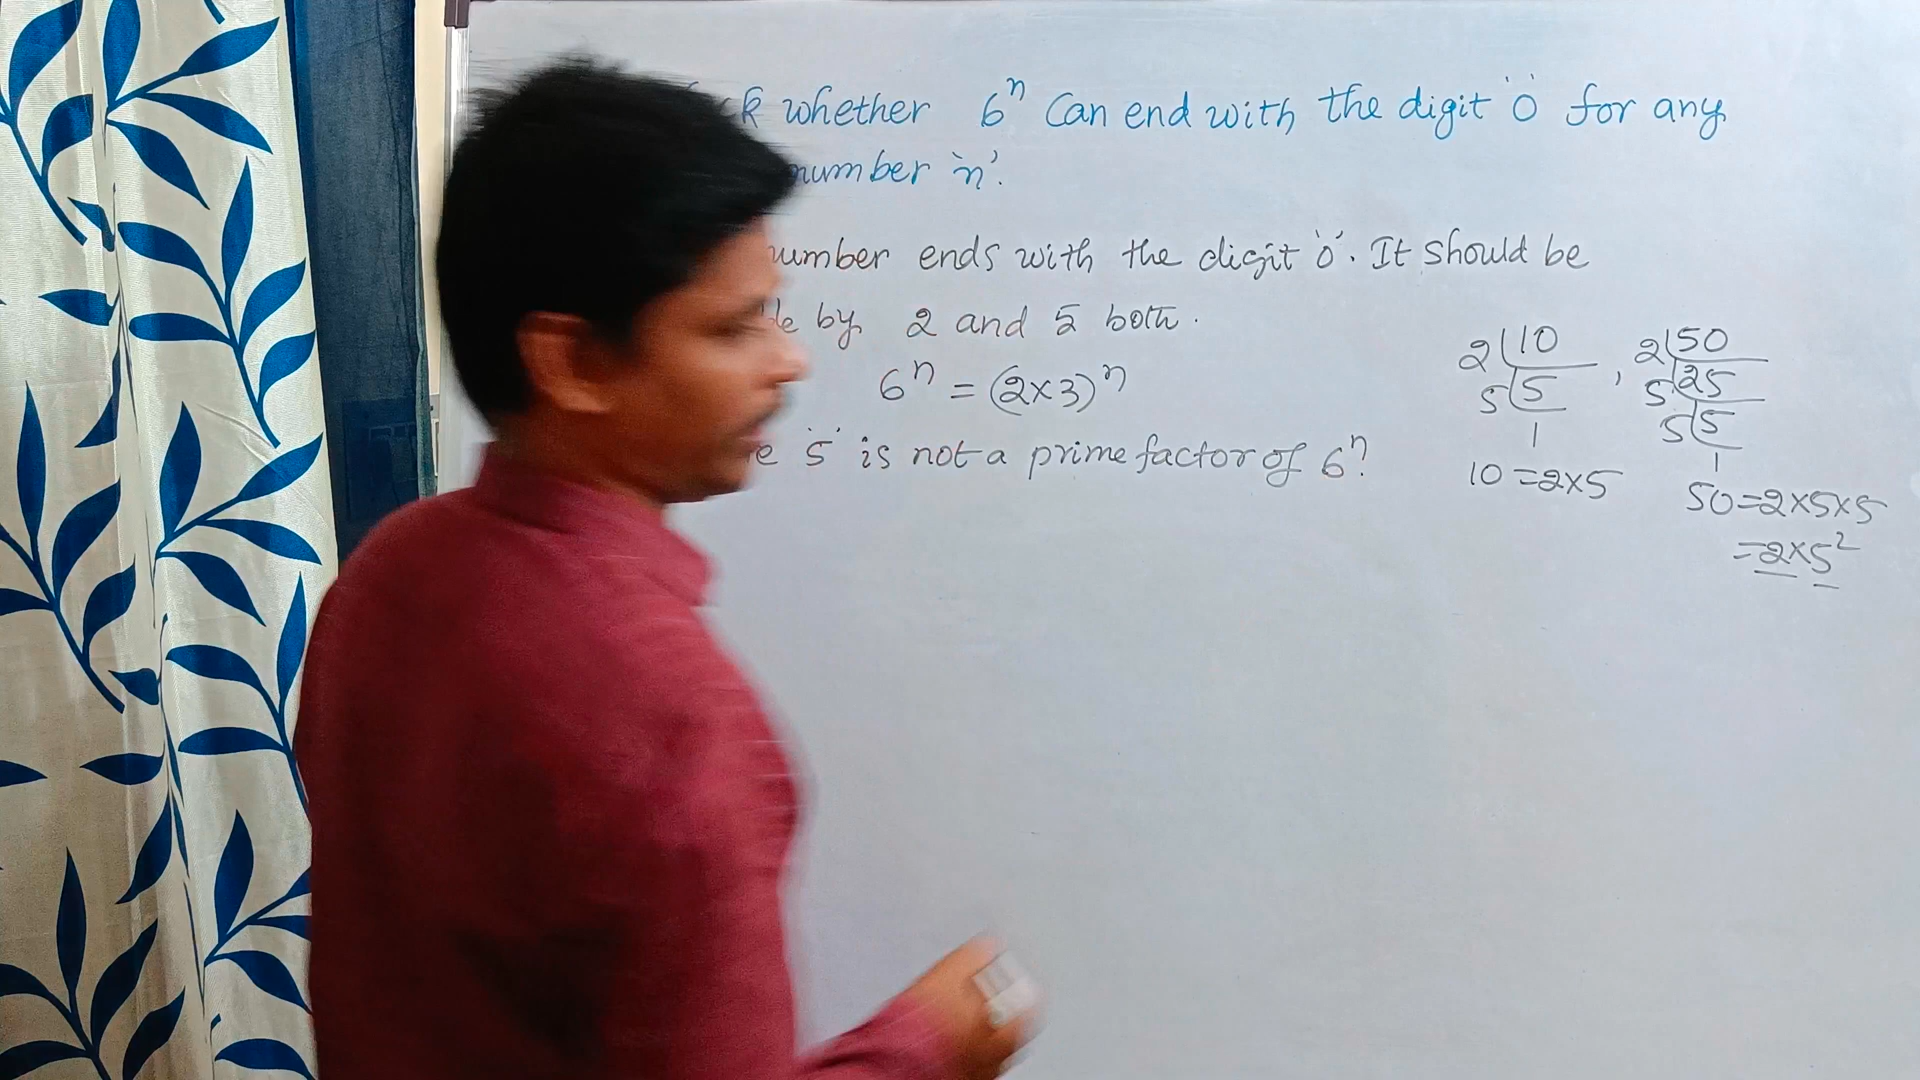 whether 6ⁿ Can end with the digit '0' for any
number 'n'.
number ends with the digit '0'. It should be
by 2 and 5 both.
6ⁿ = (2×3)ⁿ
'5' is not a prime factor of 6ⁿ.
2 | 10
5 | 5
1
10 = 2×5
,
2 | 50
5 | 25
5 | 5
1
50 = 2×5×5
= 2×5²